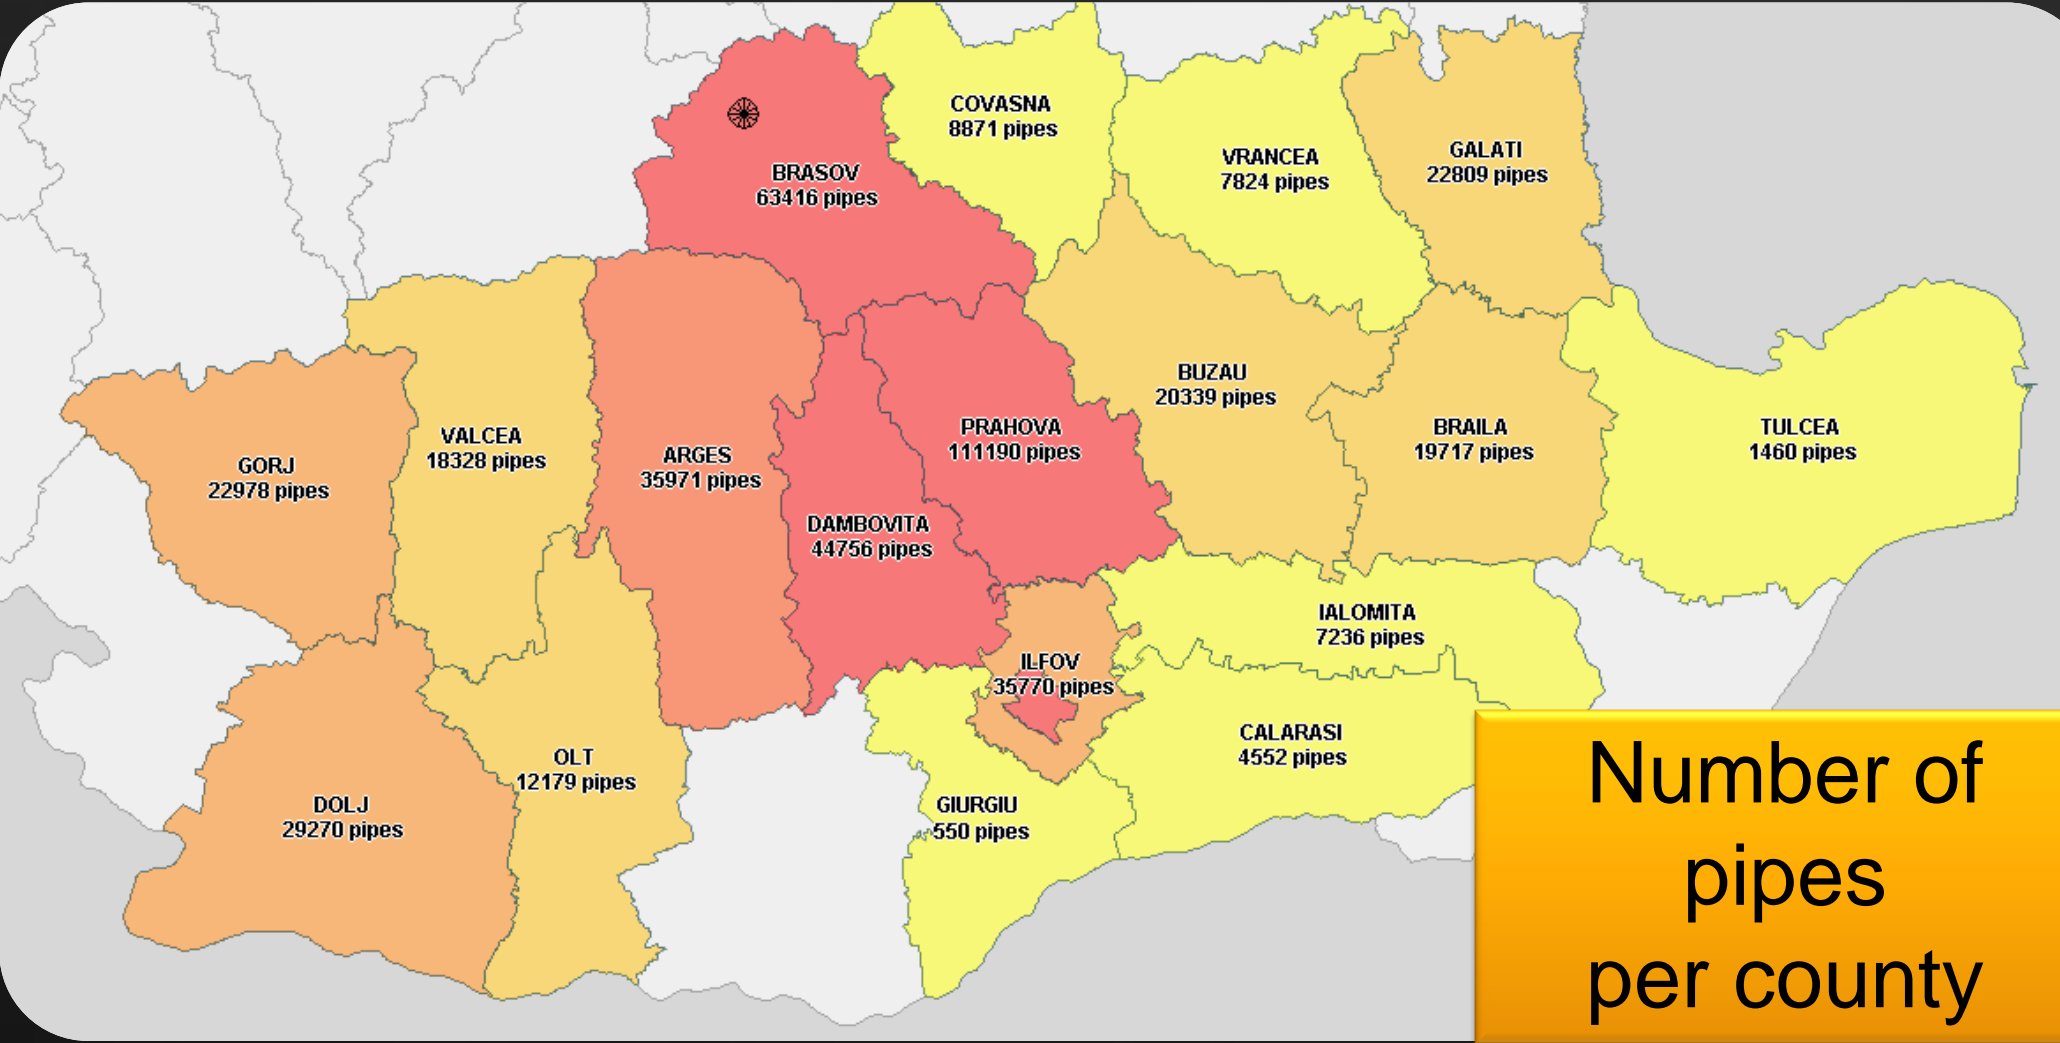 COVASNA
8871 pipes
VRANCEA
7824 pipes
GALATI
22809 pipes
BRASOV
63416 pipes
BUZAU
20339 pipes
PRAHOVA
111190 pipes
BRAILA
19717 pipes
TULCEA
1460 pipes
VALCEA
18328 pipes
GORJ
22978 pipes
ARGES
35971 pipes
DAMBOVITA
44756 pipes
IALOMITA
7236 pipes
ILFOV
35770 pipes
CALARASI
4552 pipes
OLT
12179 pipes
DOLJ
29270 pipes
GIURGIU
550 pipes
Number of
pipes
per county